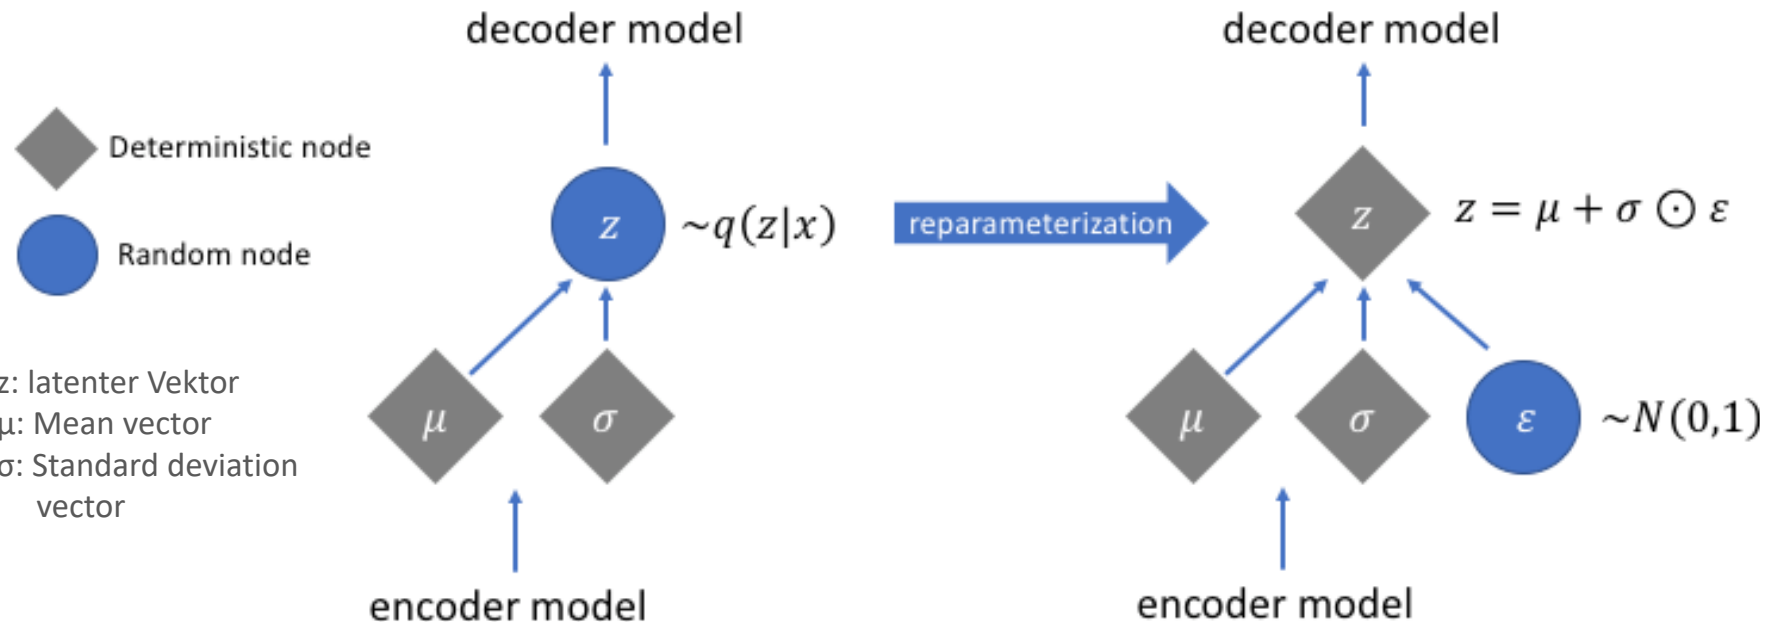 decoder model
decoder model
Deterministic node
z
~q(z|x)
reparameterization
z
z = μ + σ ⊙ ε
Random node
z: latenter Vektor
μ: Mean vector
σ: Standard deviation
vector
μ
σ
μ
σ
ε
~N(0,1)
encoder model
encoder model